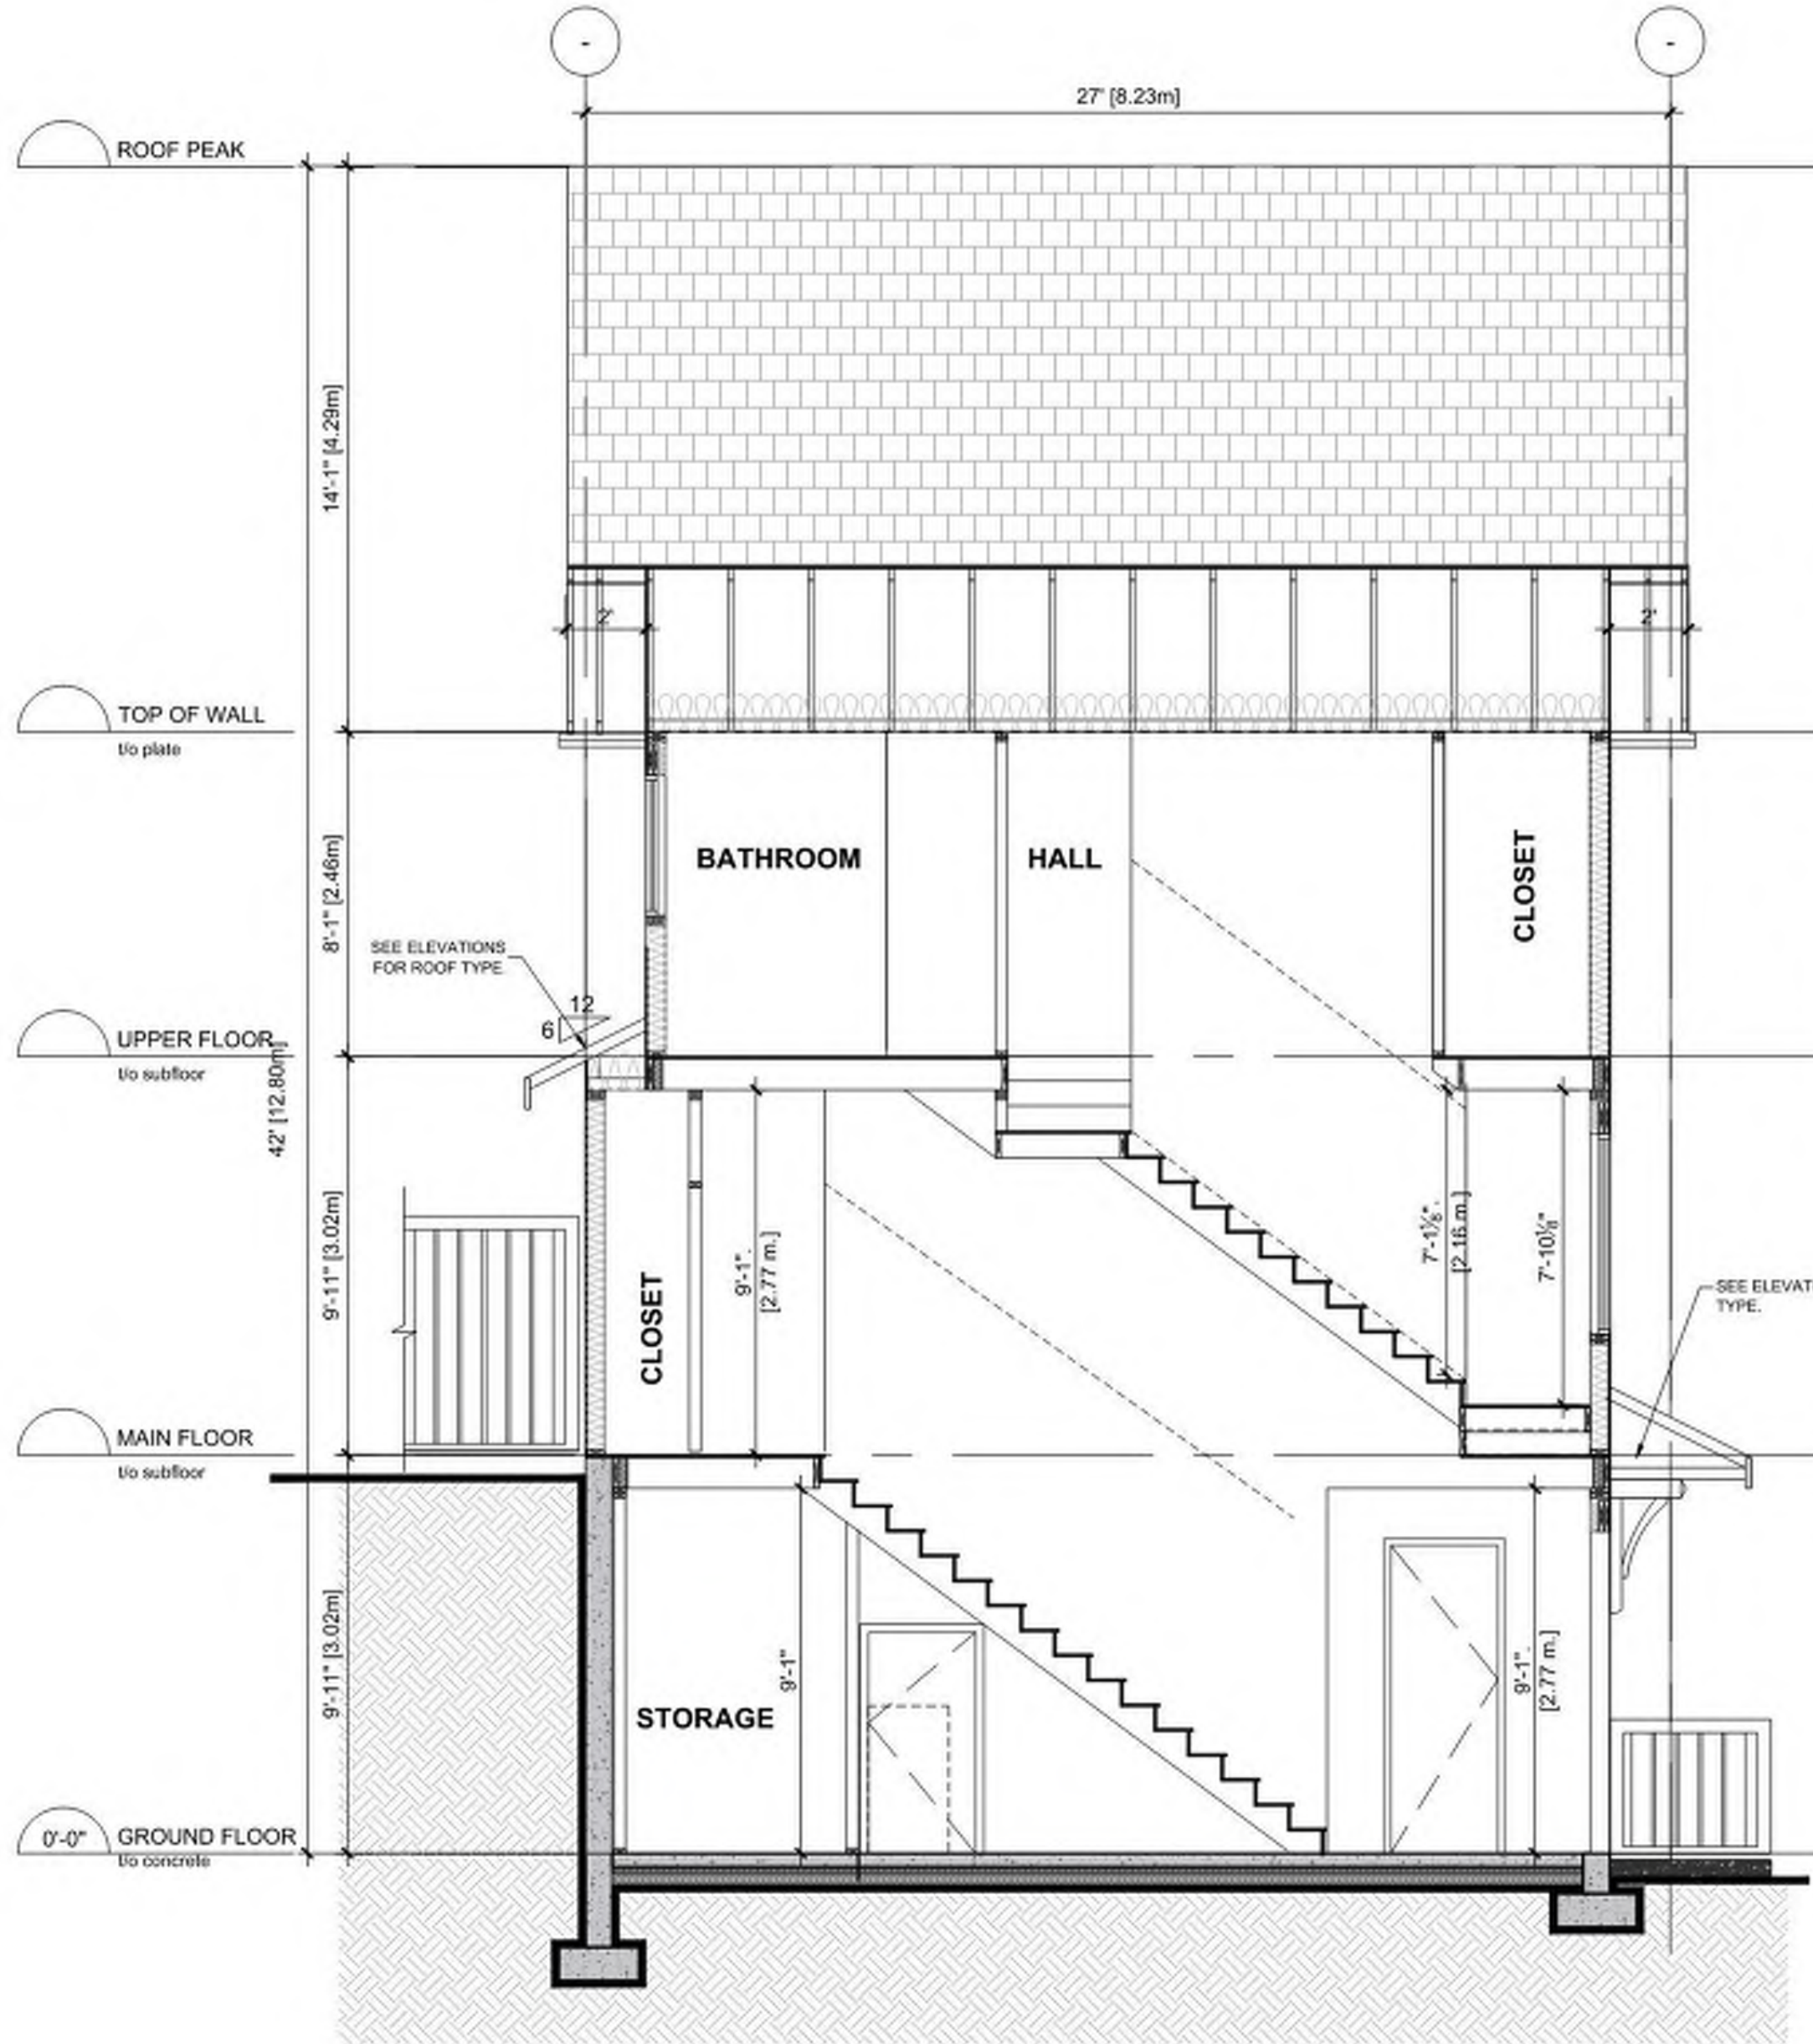 -
-
27' [8.23m]
ROOF PEAK
14'-1" [4.29m]
2'
2'
TOP OF WALL
t/o plate
BATHROOM
HALL
CLOSET
8'-1" [2.46m]
SEE ELEVATIONS
FOR ROOF TYPE.
12
6
UPPER FLOOR
t/o subfloor
42' [12.80m]
9'-11" [3.02m]
CLOSET
9'-1".
[2.77 m.]
7'-1⅛".
[2.16 m.]
7'-10⅛"
SEE ELEVATI
TYPE.
MAIN FLOOR
t/o subfloor
9'-11" [3.02m]
STORAGE
9'-1"
9'-1".
[2.77 m.]
0'-0"
GROUND FLOOR
t/o concrete